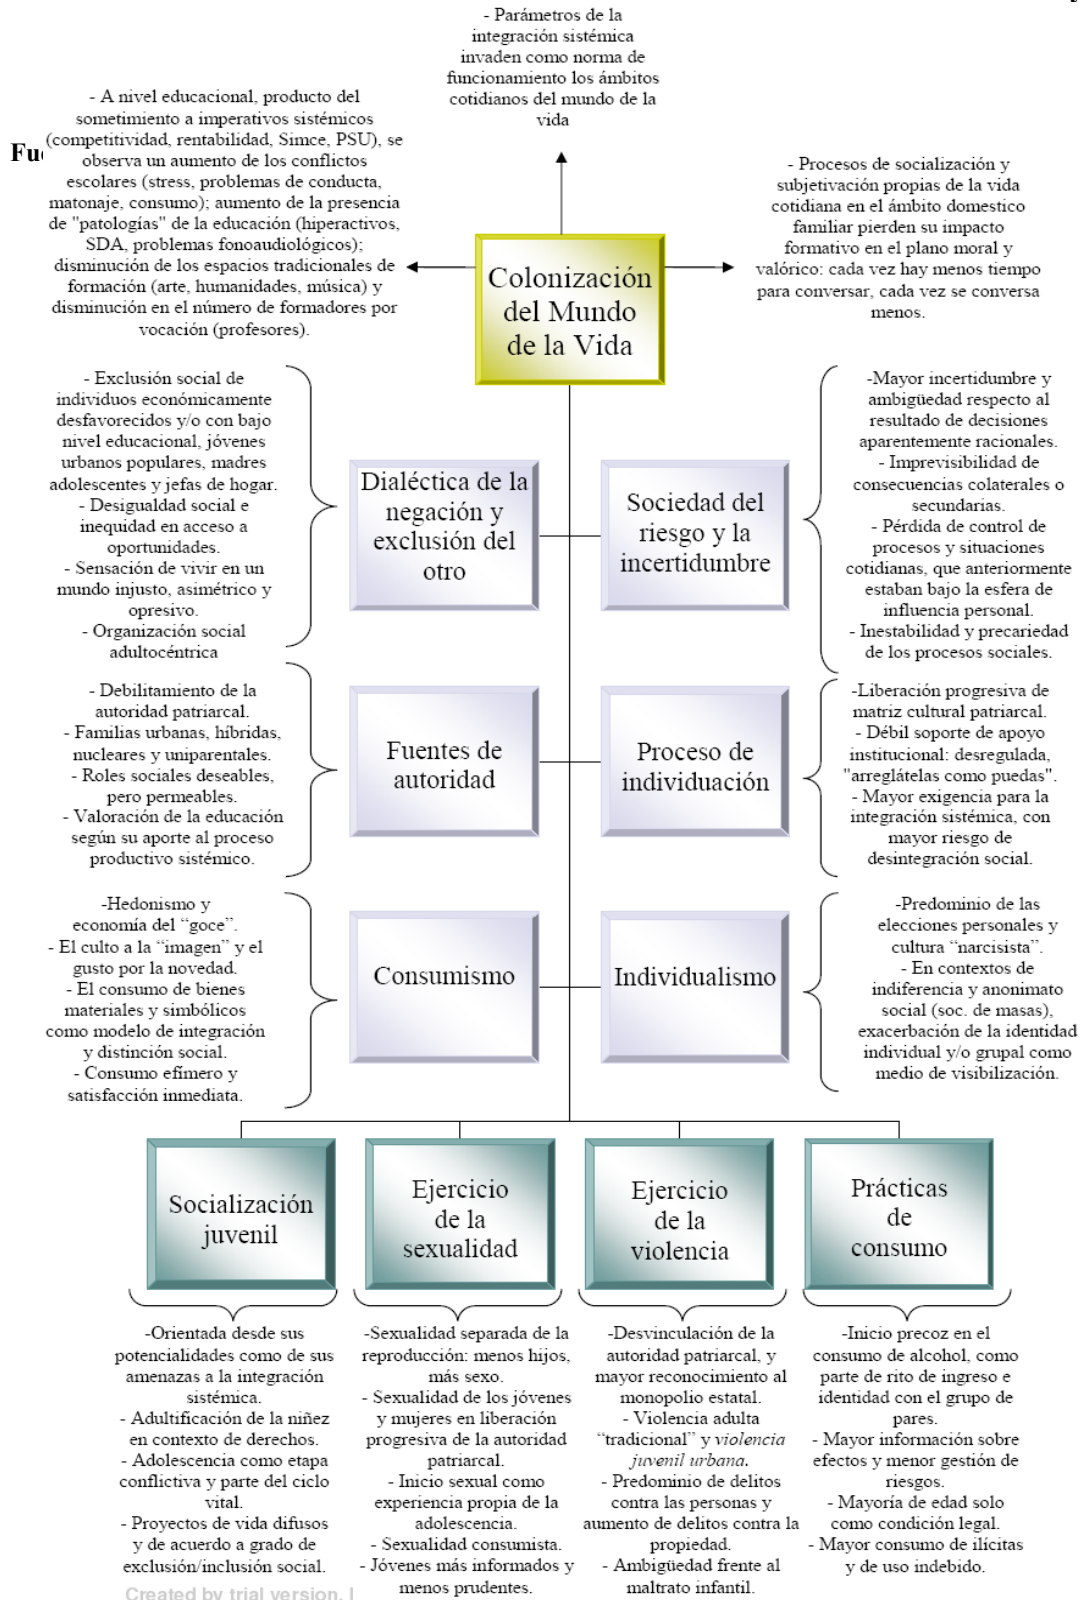 - Parámetros de la
integración sistémica
invaden como norma de
funcionamiento los ámbitos
cotidianos del mundo de la
vida
- A nivel educacional, producto del
sometimiento a imperativos sistémicos
(competitividad, rentabilidad, Simce, PSU), se
observa un aumento de los conflictos
escolares (stress, problemas de conducta,
matonaje, consumo); aumento de la presencia
de "patologías" de la educación (hiperactivos,
SDA, problemas fonoaudiológicos);
disminución de los espacios tradicionales de
formación (arte, humanidades, música) y
disminución en el número de formadores por
vocación (profesores).
- Procesos de socialización y
subjetivación propias de la vida
cotidiana en el ámbito domestico
familiar pierden su impacto
formativo en el plano moral y
valórico: cada vez hay menos tiempo
para conversar, cada vez se conversa
menos.
Colonización
del Mundo
de la Vida
- Exclusión social de
individuos económicamente
desfavorecidos y/o con bajo
nivel educacional, jóvenes
urbanos populares, madres
adolescentes y jefas de hogar.
- Desigualdad social e
inequidad en acceso a
oportunidades.
- Sensación de vivir en un
mundo injusto, asimétrico y
opresivo.
- Organización social
adultocéntrica
Dialéctica de la
negación y
exclusión del
otro
Sociedad del
riesgo y la
incertidumbre
-Mayor incertidumbre y
ambigüedad respecto al
resultado de decisiones
aparentemente racionales.
- Imprevisibilidad de
consecuencias colaterales o
secundarias.
- Pérdida de control de
procesos y situaciones
cotidianas, que anteriormente
estaban bajo la esfera de
influencia personal.
- Inestabilidad y precariedad
de los procesos sociales.
- Debilitamiento de la
autoridad patriarcal.
- Familias urbanas, híbridas,
nucleares y uniparentales.
- Roles sociales deseables,
pero permeables.
- Valoración de la educación
según su aporte al proceso
productivo sistémico.
Fuentes de
autoridad
Proceso de
individuación
-Liberación progresiva de
matriz cultural patriarcal.
- Débil soporte de apoyo
institucional: desregulada,
"arreglátelas como puedas".
- Mayor exigencia para la
integración sistémica, con
mayor riesgo de
desintegración social.
-Hedonismo y
economía del “goce”.
- El culto a la “imagen” y el
gusto por la novedad.
- El consumo de bienes
materiales y simbólicos
como modelo de integración
y distinción social.
- Consumo efímero y
satisfacción inmediata.
Consumismo
Individualismo
-Predominio de las
elecciones personales y
cultura “narcisista”.
- En contextos de
indiferencia y anonimato
social (soc. de masas),
exacerbación de la identidad
individual y/o grupal como
medio de visibilización.
Socialización
juvenil
Ejercicio
de la
sexualidad
Ejercicio
de la
violencia
Prácticas
de
consumo
-Orientada desde sus
potencialidades como de sus
amenazas a la integración
sistémica.
- Adultificación de la niñez
en contexto de derechos.
- Adolescencia como etapa
conflictiva y parte del ciclo
vital.
- Proyectos de vida difusos
y de acuerdo a grado de
exclusión/inclusión social.
-Sexualidad separada de la
reproducción: menos hijos,
más sexo.
- Sexualidad de los jóvenes
y mujeres en liberación
progresiva de la autoridad
patriarcal.
- Inicio sexual como
experiencia propia de la
adolescencia.
- Sexualidad consumista.
- Jóvenes más informados y
menos prudentes.
- Desvinculación de la
autoridad patriarcal, y
mayor reconocimiento al
monopolio estatal.
- Violencia adulta
“tradicional” y violencia
juvenil urbana.
- Predominio de delitos
contra las personas y
aumento de delitos contra la
propiedad.
- Ambigüedad frente al
maltrato infantil.
-Inicio precoz en el
consumo de alcohol, como
parte de rito de ingreso e
identidad con el grupo de
pares.
- Mayor información sobre
efectos y menor gestión de
riesgos.
- Mayoría de edad solo
como condición legal.
- Mayor consumo de ilícitas
y de uso indebido.
Created by trial version.